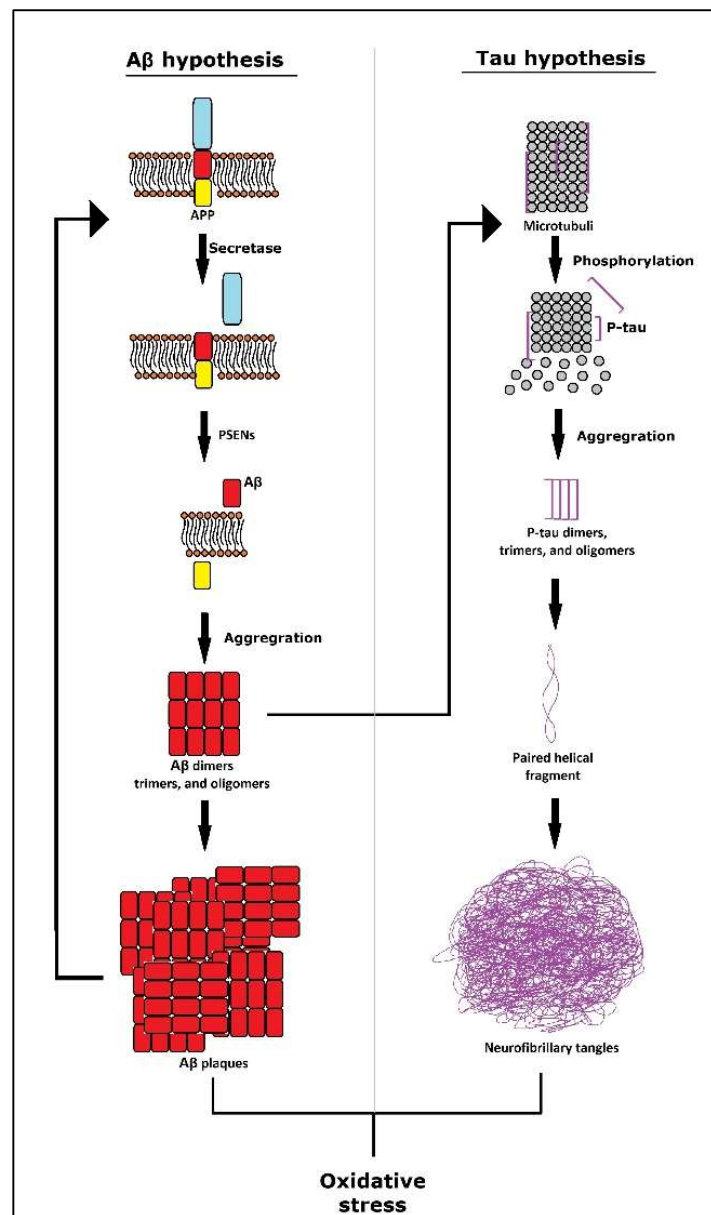 Aβ hypothesis
APP
Secretase
PSENs
Aβ
Aggregration
Aβ dimers
trimers, and oligomers
Aβ plaques
Tau hypothesis
Microtubuli
Phosphorylation
P-tau
Aggregration
P-tau dimers,
trimers, and oligomers
Paired helical
fragment
Neurofibrillary tangles
Oxidative
stress